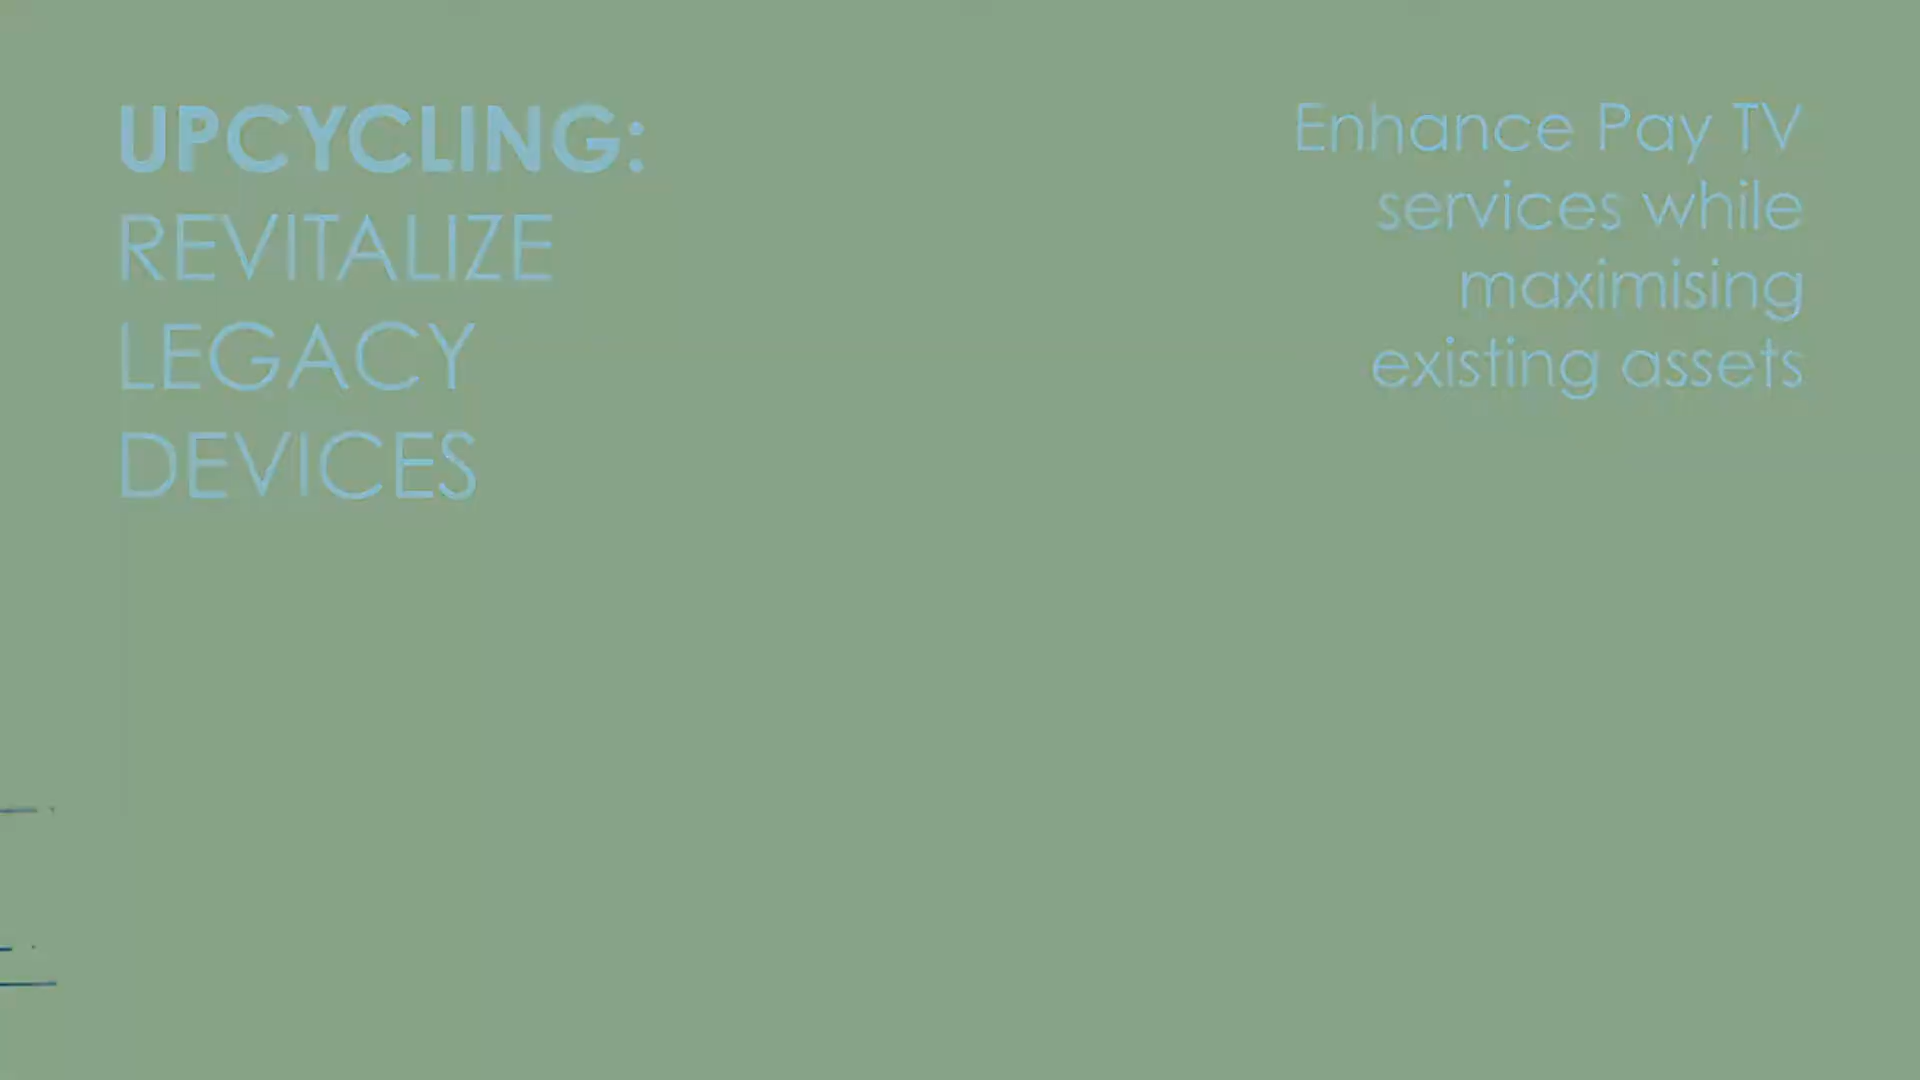 UPCYCLING:
REVITALIZE
LEGACY
DEVICES
Enhance Pay TV
services while
maximising
existing assets